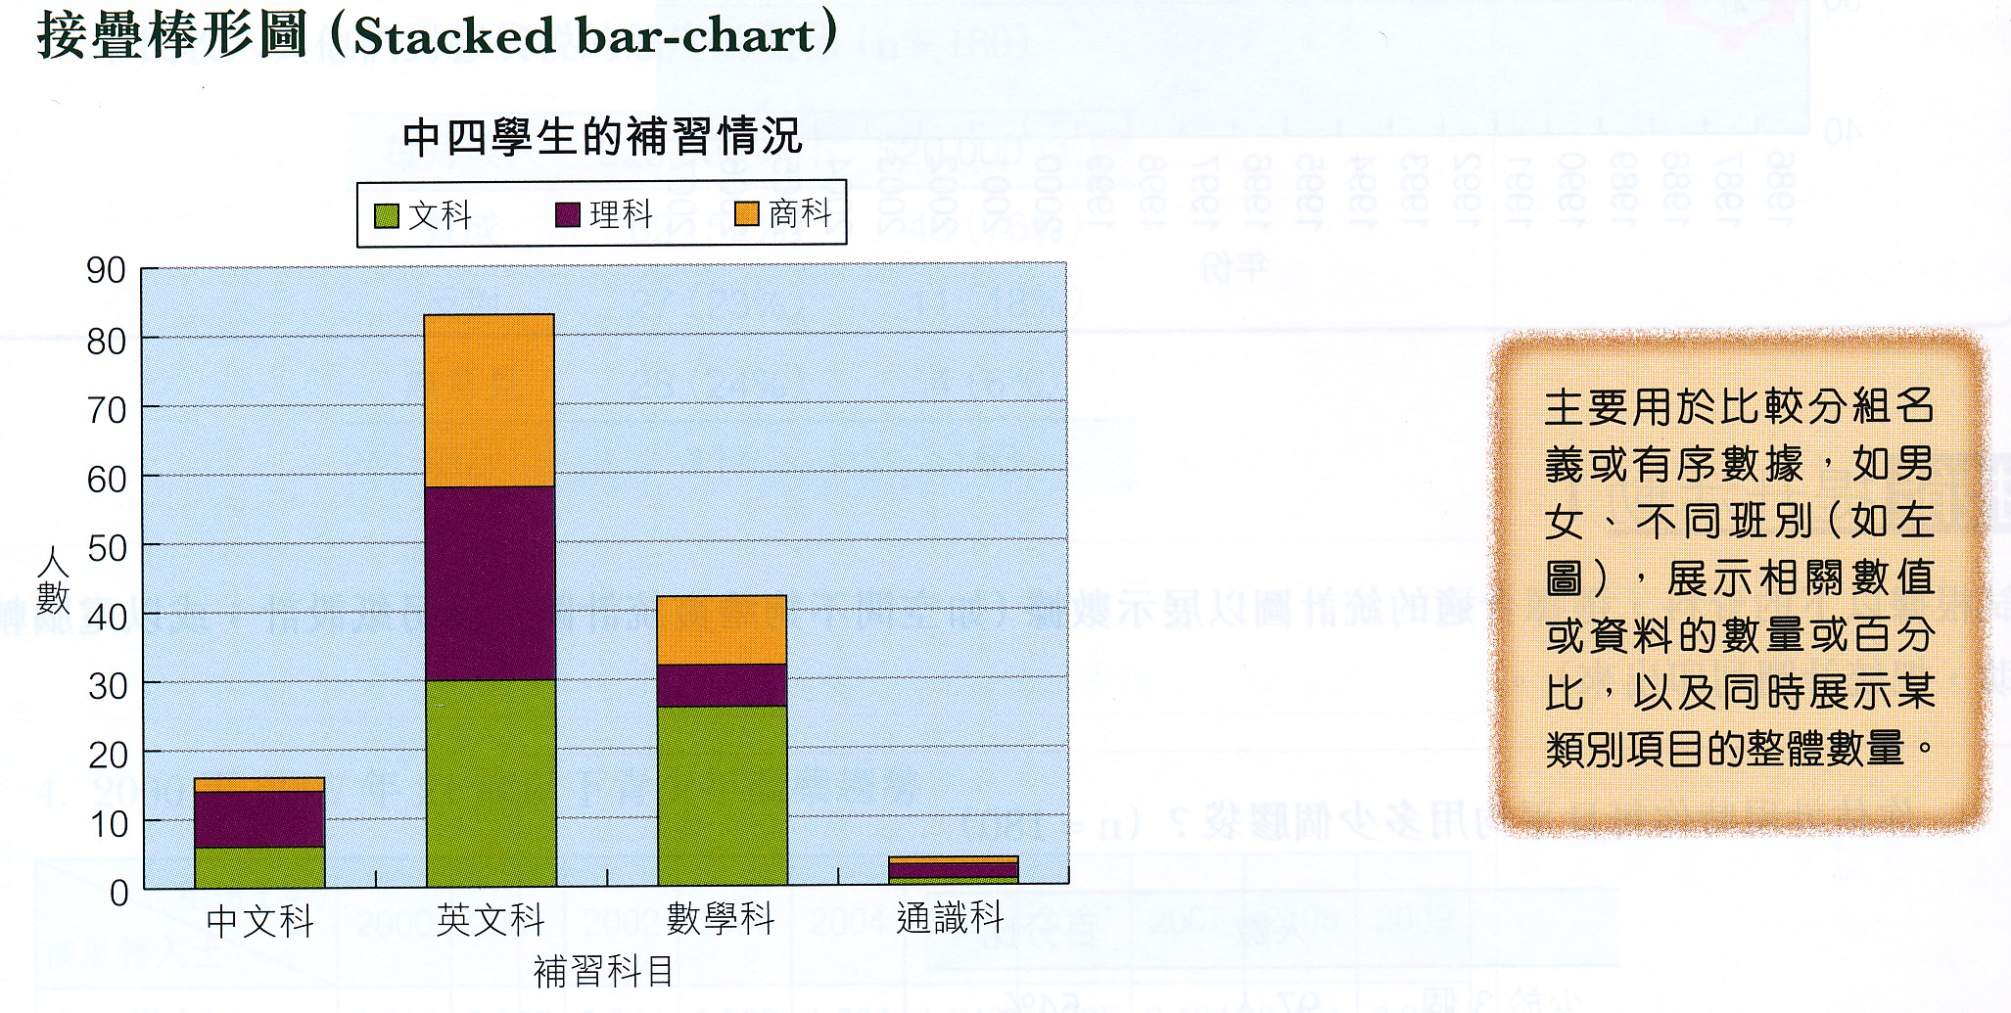 接疊棒形圖（Stacked bar-chart）
中四學生的補習情況
文科 理科 商科
90
80
70
60
50
40
30
20
10
0
人數
中文科 英文科 數學科 通識科
補習科目
主要用於比較分組名
義或有序數據，如男
女、不同班別（如左
圖），展示相關數值
或資料的數量或百分
比，以及同時展示某
類別項目的整體數量。